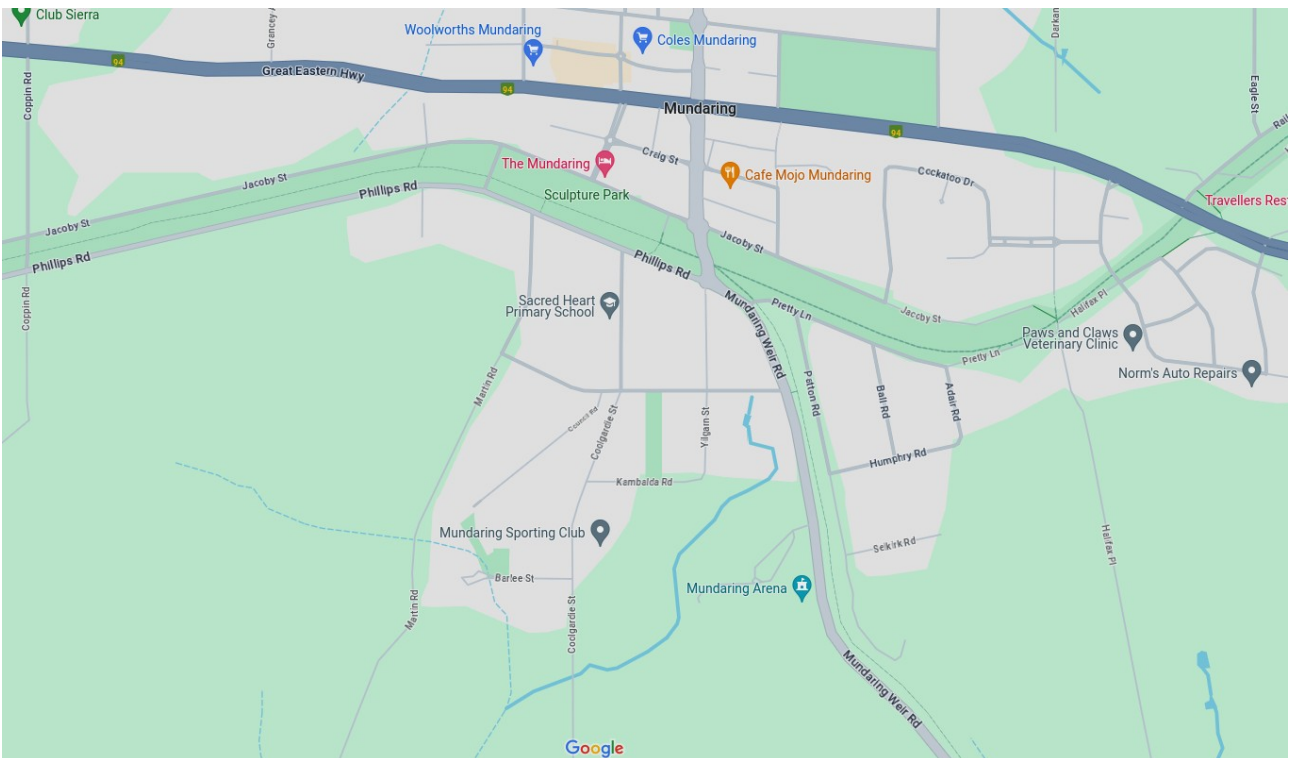 Club Sierra
Grancey
Woolworths Mundaring
Coles Mundaring
Darkan
94
Great Eastern Hwy
Coppin Rd
94
Mundaring
Eagle St
94
Craig St
The Mundaring
Cafe Mojo Mundaring
Cockatoo Dr
Jacoby St
Phillips Rd
Sculpture Park
Travellers Res
Jacoby St
Jacoby St
Phillips Rd
Phillips Rd
Coppin Rd
Sacred Heart
Primary School
Mundaring Weir Rd
Pretty Ln
Jacoby St
Halifax Pl
Paws and Claws
Veterinary Clinic
Pretty Ln
Norm's Auto Repairs
Martin Rd
Patton Rd
Ball Rd
Adair Rd
Council Rd
Coolgardie St
Yilgarn St
Humphry Rd
Kambalda Rd
Mundaring Sporting Club
Selkirk Rd
Halifax Pl
Barlee St
Mundaring Arena
Martin Rd
Coolgardie St
Mundaring Weir Rd
Google